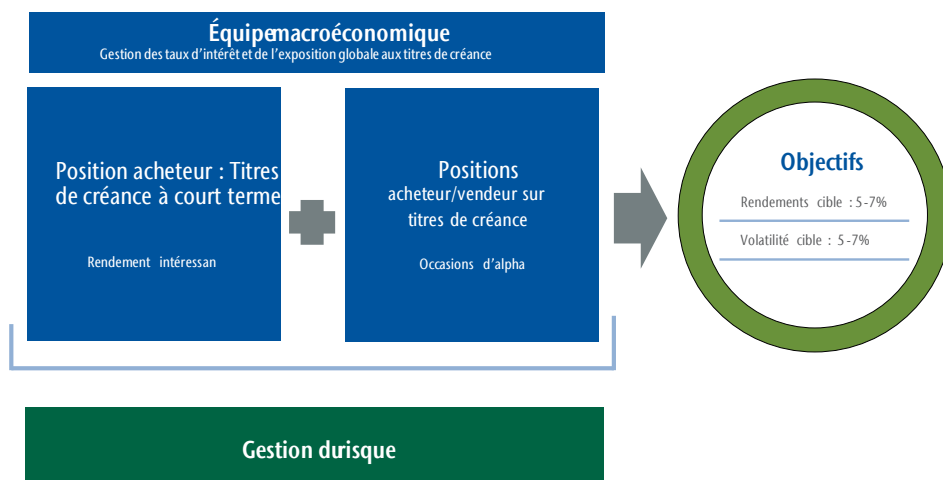 Équipemacroéconomique
Gestion des taux d'intérêt et de l'exposition globale aux titres de créance
Position acheteur : Titres
de créance à court terme
Rendement intéressan
Positions
acheteur/vendeur sur
titres de créance
Occasions d'alpha
Objectifs
Rendements cible : 5-7%
Volatilité cible : 5-7%
Gestion durisque